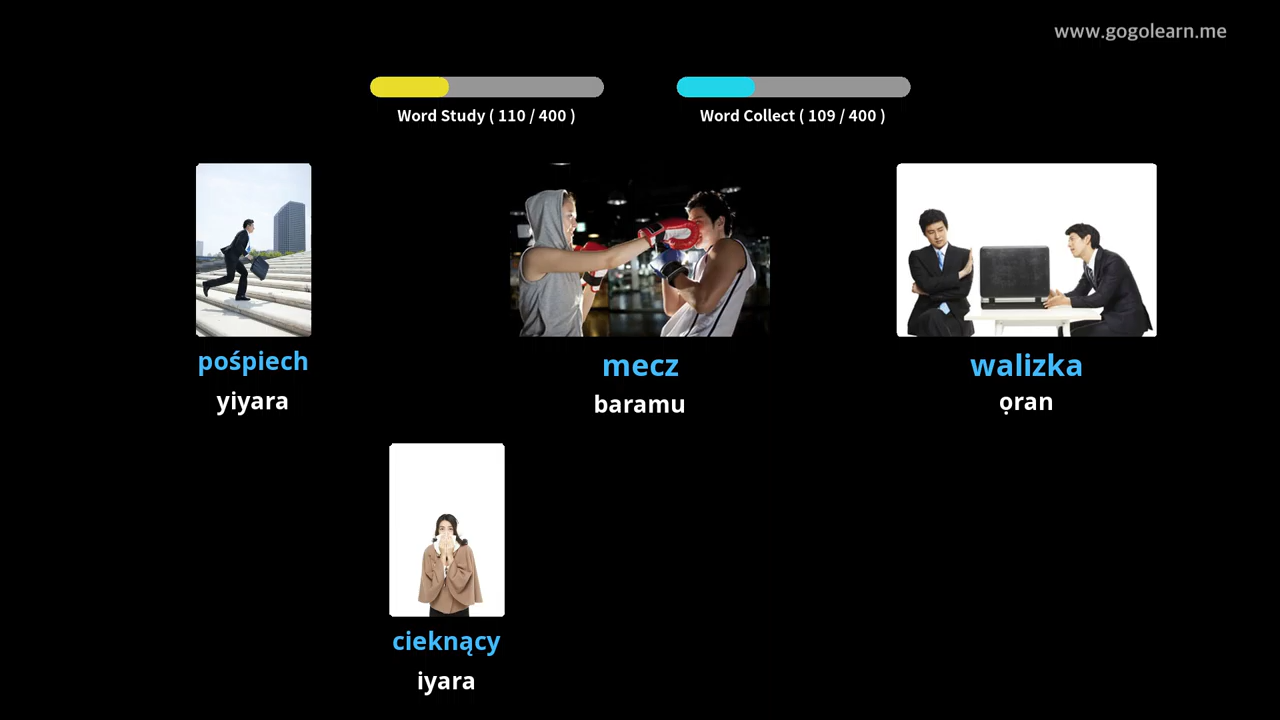 www.gogolearn.me
Word Study ( 110 / 400 )
Word Collect ( 109 / 400 )
pośpiech
yiyara
mecz
baramu
walizka
ọran
cieknący
iyara